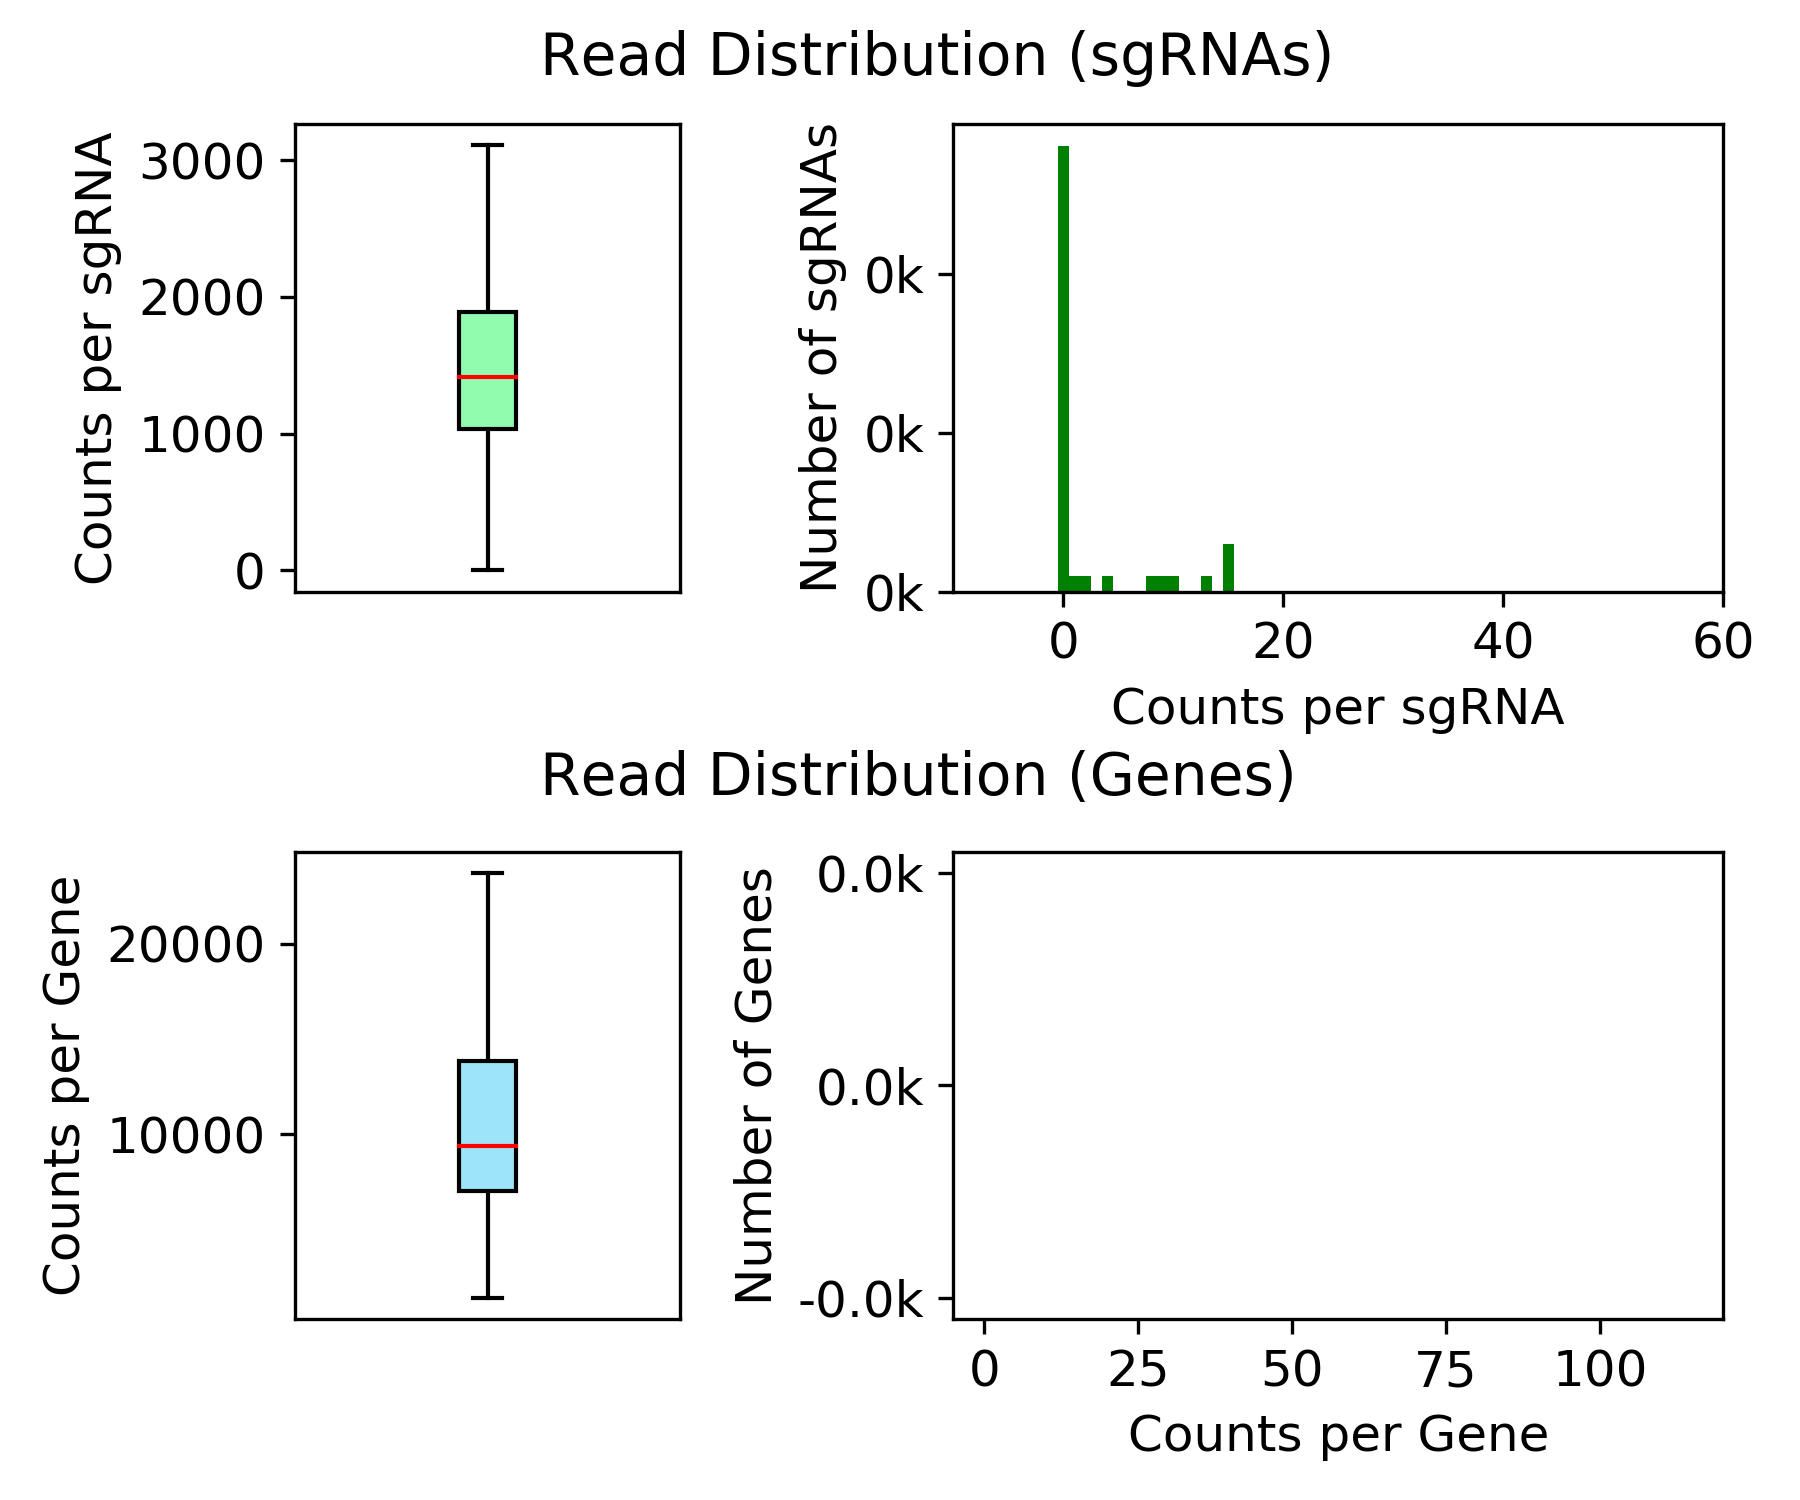 Read Distribution (sgRNAs)
Counts per sgRNA
3000
2000
1000
0
Number of sgRNAs
0k
0k
0k
0
20
40
60
Counts per sgRNA
Read Distribution (Genes)
Counts per Gene
20000
10000
Number of Genes
0.0k
0.0k
-0.0k
0
25
50
75
100
Counts per Gene